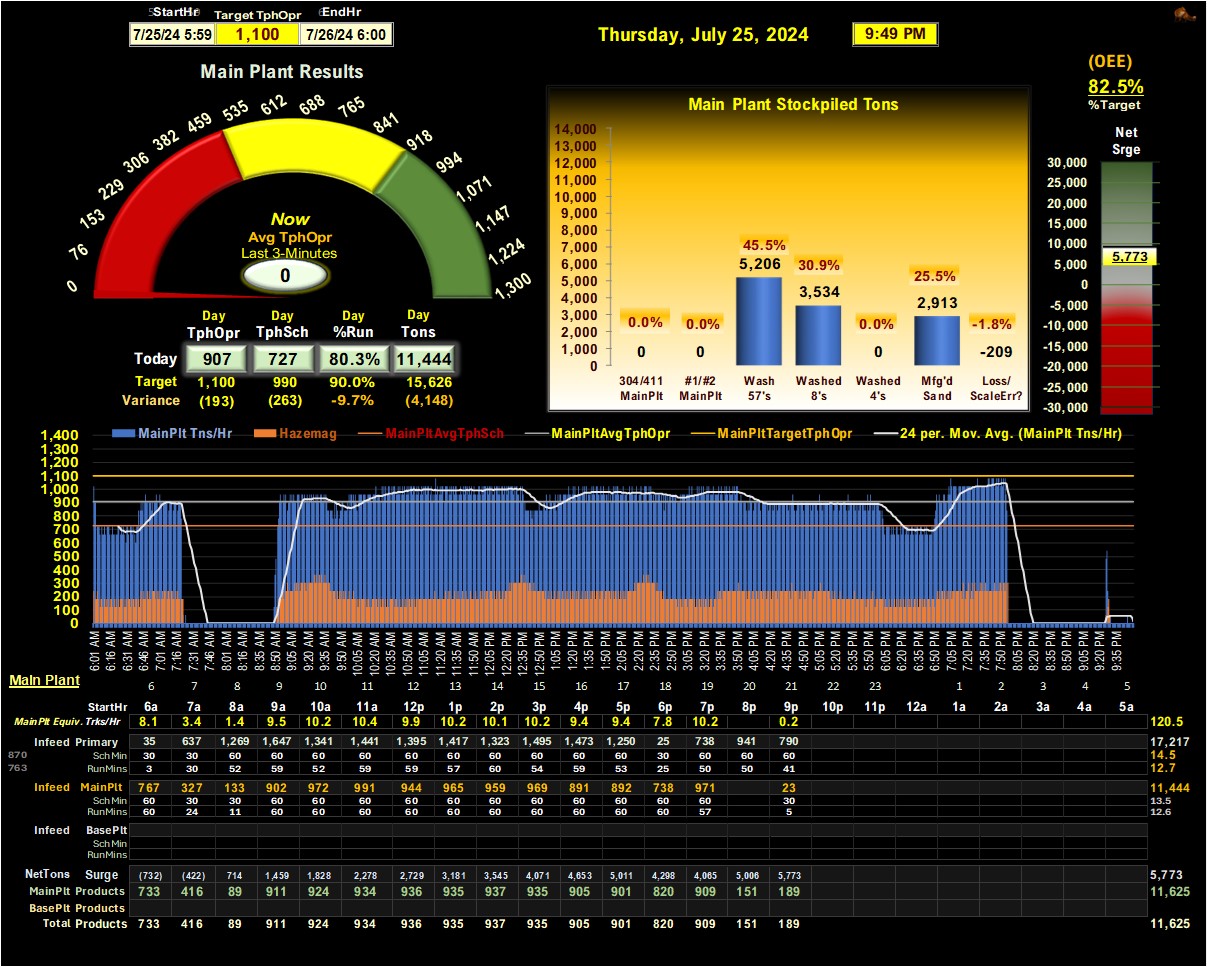 StartHr Target TphOpr EndHr
7/25/24 5:59 1,100 7/26/24 6:00
Thursday, July 25, 2024 9:49 PM
(OEE)
82.5%
%Target
Main Plant Results
0 76 153 229 306 382 459 535 612 688 765 841 918 994 1,071 1,147 1,224 1,300
Now
Avg TphOpr
Last 3-Minutes
0
Day Day Day Day
TphOpr TphSch %Run Tons
Today 907 727 80.3% 11,444
Target 1,100 990 90.0% 15,626
Variance (193) (263) -9.7% (4,148)
Main Plant Stockpiled Tons
14,000
13,000
12,000
11,000
10,000
9,000
8,000
7,000
6,000
5,000
4,000
3,000
2,000
1,000
0
0.0% 0.0% 45.5% 30.9% 0.0% 25.5% -1.8%
0 0 5,206 3,534 0 2,913 -209
304/411 #1/#2 Wash Washed Washed Mfg'd Loss/
MainPlt MainPlt 57's 8's 4's Sand ScaleErr?
Net
Srge
30,000
25,000
20,000
15,000
10,000
5,773
5,000
0
-5,000
-10,000
-15,000
-20,000
-25,000
-30,000
MainPlt Tns/Hr Hazemag MainPltAvgTphSch MainPltAvgTphOpr MainPltTargetTphOpr 24 per. Mov. Avg. (MainPlt Tns/Hr)
1,400
1,300
1,200
1,100
1,000
900
800
700
600
500
400
300
200
100
0
6:01 AM 6:16 AM 6:31 AM 6:46 AM 7:01 AM 7:16 AM 7:31 AM 7:46 AM 8:01 AM 8:16 AM 8:35 AM 8:50 AM 9:05 AM 9:20 AM 9:35 AM 9:50 AM 10:05 AM 10:20 AM 10:35 AM 10:50 AM 11:05 AM 11:20 AM 11:35 AM 11:50 AM 12:05 PM 12:20 PM 12:35 PM 12:50 PM 1:05 PM 1:20 PM 1:35 PM 1:50 PM 2:05 PM 2:20 PM 2:35 PM 2:50 PM 3:05 PM 3:20 PM 3:35 PM 3:50 PM 4:05 PM 4:20 PM 4:35 PM 4:50 PM 5:05 PM 5:20 PM 5:35 PM 5:50 PM 6:05 PM 6:20 PM 6:35 PM 6:50 PM 7:05 PM 7:20 PM 7:35 PM 7:50 PM 8:05 PM 8:20 PM 8:35 PM 8:50 PM 9:05 PM 9:20 PM 9:35 PM
Main Plant
6 7 8 9 10 11 12 13 14 15 16 17 18 19 20 21 22 23 1 2 3 4 5
StartHr 6a 7a 8a 9a 10a 11a 12p 1p 2p 3p 4p 5p 6p 7p 8p 9p 10p 11p 12a 1a 2a 3a 4a 5a
MainPlt Equiv. Trks/Hr 8.1 3.4 1.4 9.5 10.2 10.4 9.9 10.2 10.1 10.2 9.4 9.4 7.8 10.2 0.2 120.5
Infeed Primary 35 637 1,269 1,647 1,341 1,441 1,395 1,417 1,323 1,495 1,473 1,250 25 738 941 790 17,217
870 SchMin 30 30 60 60 60 60 60 60 60 60 60 60 30 60 60 60 14.5
763 RunMins 3 30 52 59 52 59 59 57 60 54 59 53 25 50 50 41 12.7
Infeed MainPlt 767 327 133 902 972 991 944 965 959 969 891 892 738 971 23 11,444
SchMin 60 30 30 60 60 60 60 60 60 60 60 60 60 60 30 13.5
RunMins 60 24 11 60 60 60 60 60 60 60 60 60 60 57 5 12.6
Infeed BasePlt
SchMin
RunMins
NetTons Surge (732) (422) 714 1,459 1,828 2,278 2,729 3,181 3,545 4,071 4,653 5,011 4,298 4,065 5,006 5,773 5,773
MainPlt Products 733 416 89 911 924 934 936 935 937 935 905 901 820 909 151 189 11,625
BasePlt Products
Total Products 733 416 89 911 924 934 936 935 937 935 905 901 820 909 151 189 11,625